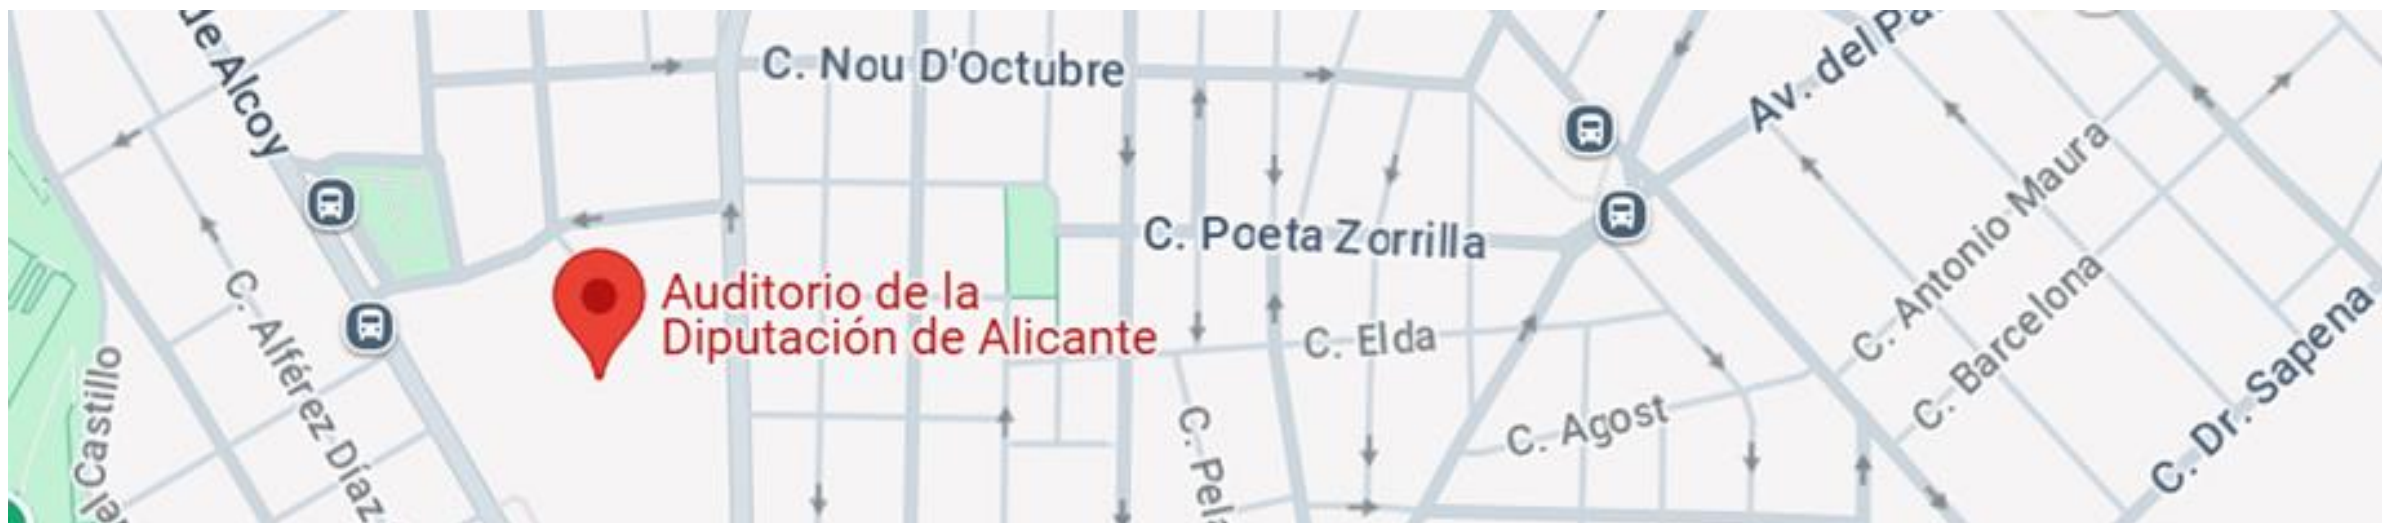 de Alcoy
C. Nou D'Octubre
Av. del Pa
C. Poeta Zorrilla
Auditorio de la
Diputación de Alicante
C. Alférez Díaz
Castillo
C. Elda
C. Agost
C. Pela
C. Antonio Maura
C. Barcelona
C. Dr. Sapena